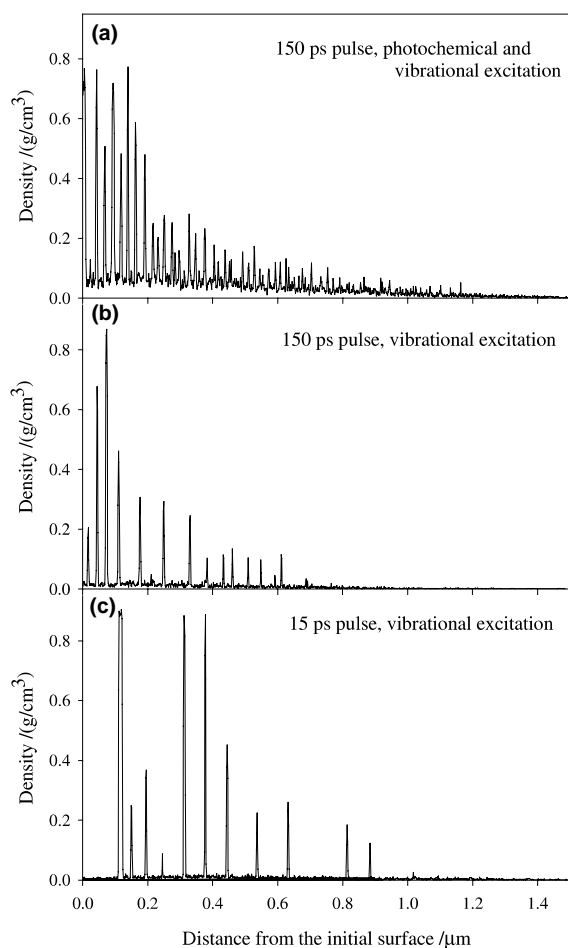 (a)
150 ps pulse, photochemical and
vibrational excitation
Density /(g/cm³)
0.8
0.6
0.4
0.2
0.0
(b)
150 ps pulse, vibrational excitation
Density /(g/cm³)
0.8
0.6
0.4
0.2
0.0
(c)
15 ps pulse, vibrational excitation
Density /(g/cm³)
0.8
0.6
0.4
0.2
0.0
0.0 0.2 0.4 0.6 0.8 1.0 1.2 1.4
Distance from the initial surface /μm